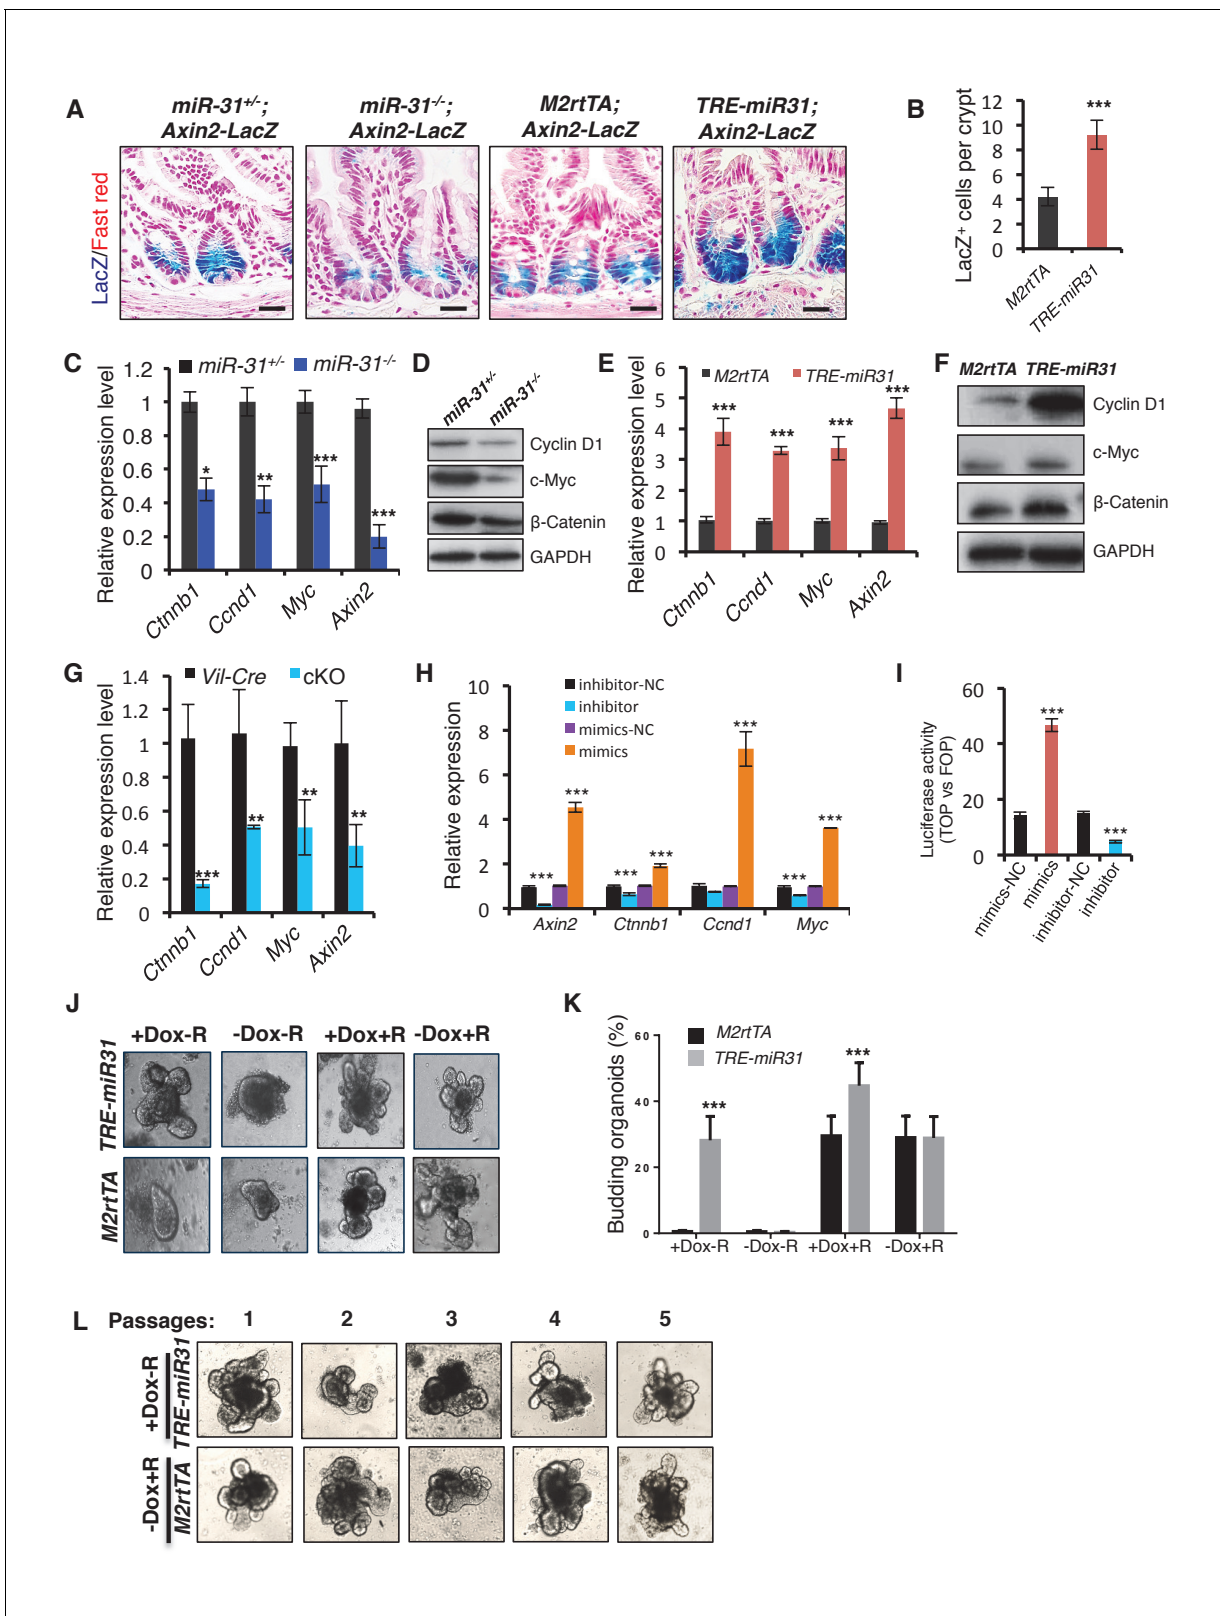 A
miR-31+/-; Axin2-LacZ
miR-31-/-; Axin2-LacZ
M2rtTA; Axin2-LacZ
TRE-miR31; Axin2-LacZ
LacZ/Fast red
B
LacZ+ cells per crypt
12
10
8
6
4
2
0
***
M2rtTA
TRE-miR31
C
miR-31+/- miR-31-/-
Relative expression level
1.2
1
0.8
0.6
0.4
0.2
0
* ** *** ***
Ctnnb1 Ccnd1 Myc Axin2
D
miR-31+/- miR-31-/-
Cyclin D1
c-Myc
β-Catenin
GAPDH
E
M2rtTA TRE-miR31
Relative expression level
6
5
4
3
2
1
0
*** *** *** ***
Ctnnb1 Ccnd1 Myc Axin2
F
M2rtTA TRE-miR31
Cyclin D1
c-Myc
β-Catenin
GAPDH
G
Vil-Cre cKO
Relative expression level
1.4
1.2
1
0.8
0.6
0.4
0.2
0
*** ** ** **
Ctnnb1 Ccnd1 Myc Axin2
H
inhibitor-NC
inhibitor
mimics-NC
mimics
Relative expression
10
8
6
4
2
0
*** *** *** *** *** *** ***
Axin2 Ctnnb1 Ccnd1 Myc
I
Luciferase activity
(TOP vs FOP)
60
40
20
0
*** ***
mimics-NC
mimics
inhibitor-NC
inhibitor
J
+Dox-R -Dox-R +Dox+R -Dox+R
TRE-miR31
M2rtTA
K
M2rtTA
TRE-miR31
Budding organoids (%)
60
40
20
0
*** ***
+Dox-R -Dox-R +Dox+R -Dox+R
L
Passages: 1 2 3 4 5
+Dox-R
TRE-miR31
-Dox+R
M2rtTA